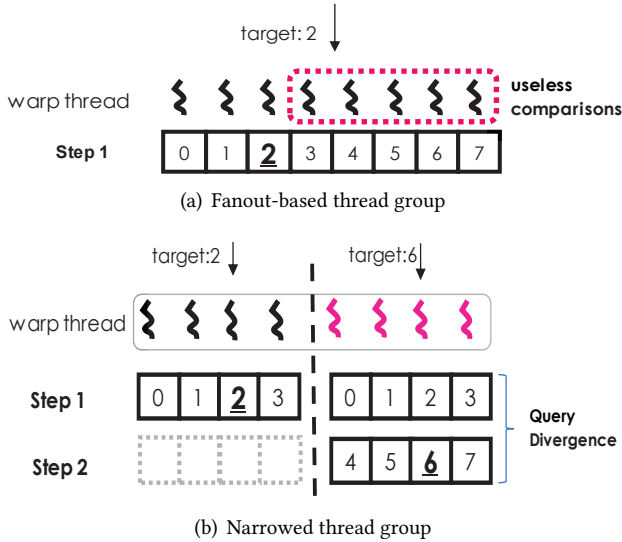 target: 2
warp thread
useless
comparisons
Step 1
0 1 2 3 4 5 6 7
(a) Fanout-based thread group
target:2
target:6
warp thread
Step 1
0 1 2 3
0 1 2 3
Query
Divergence
Step 2
4 5 6 7
(b) Narrowed thread group